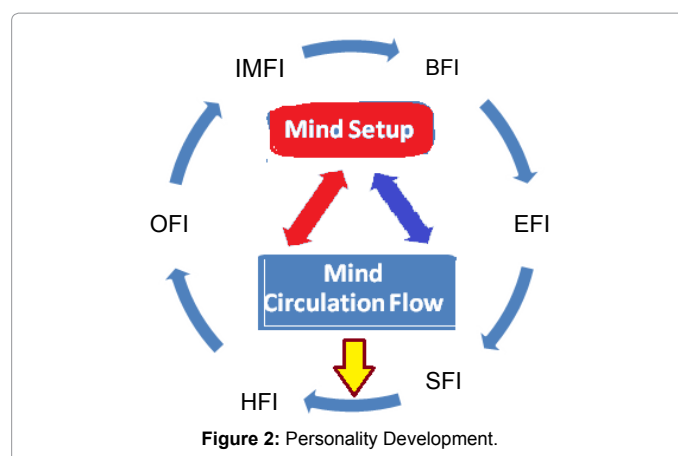 IMFI
BFI
Mind Setup
OFI
EFI
Mind
Circulation Flow
SFI
HFI
Figure 2: Personality Development.